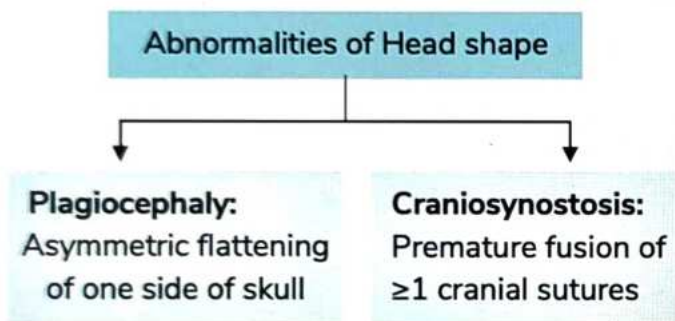 Abnormalities of Head shape
Plagiocephaly:
Asymmetric flattening
of one side of skull
Craniosynostosis:
Premature fusion of
≥1 cranial sutures